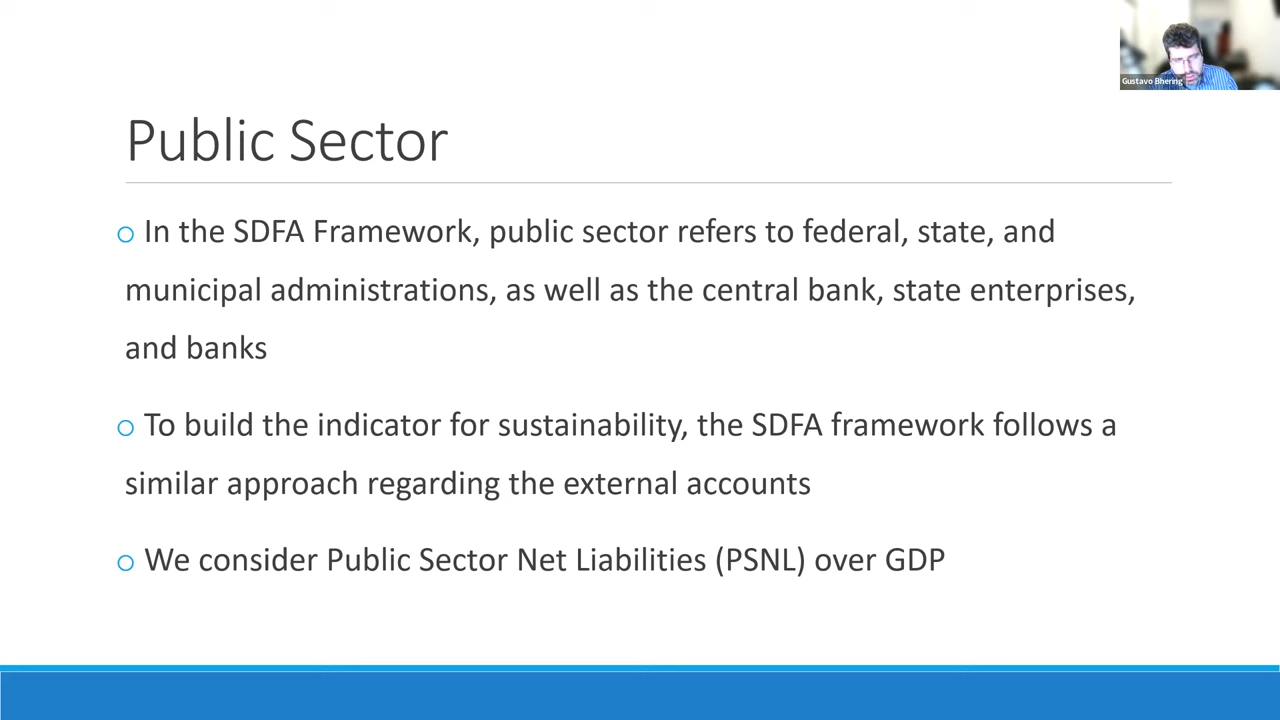 Gustavo Bhering
Public Sector
o In the SDFA Framework, public sector refers to federal, state, and
municipal administrations, as well as the central bank, state enterprises,
and banks
o To build the indicator for sustainability, the SDFA framework follows a
similar approach regarding the external accounts
o We consider Public Sector Net Liabilities (PSNL) over GDP